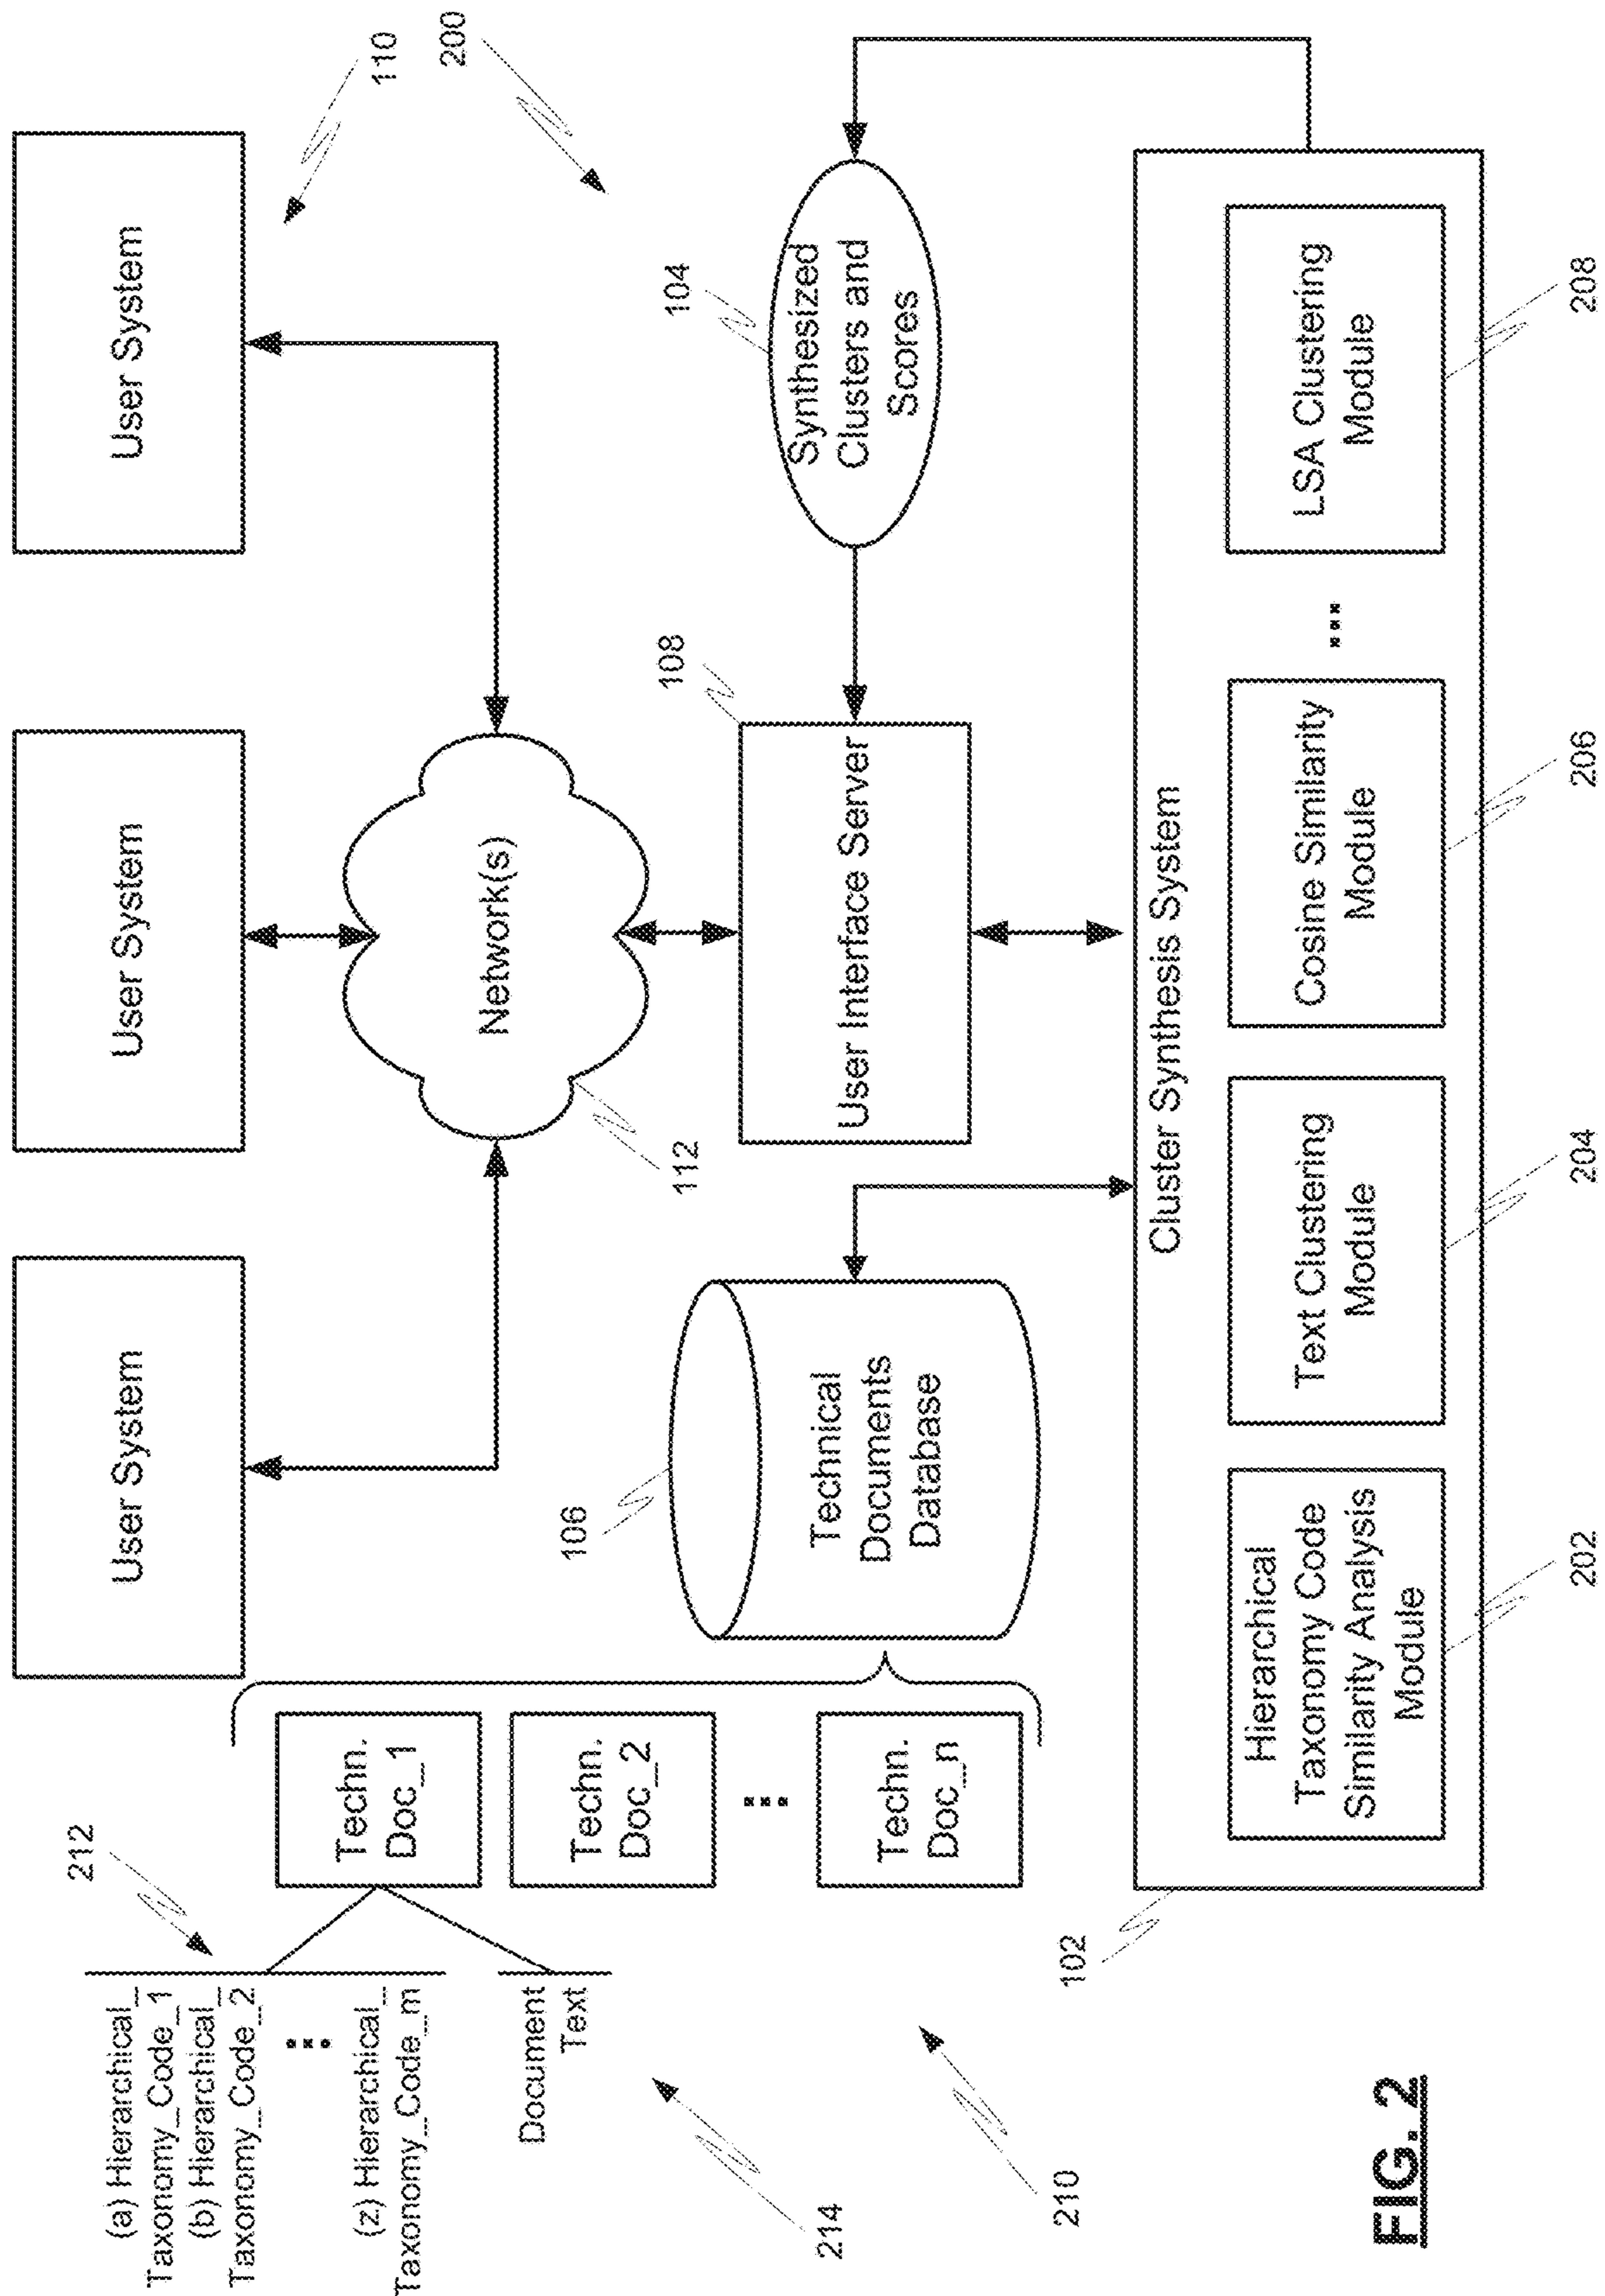 110
200
User System
User System
User System
Network(s)
112
212
(a) Hierarchical_
Taxonomy_Code_1
(b) Hierarchical_
Taxonomy_Code_2
...
(z) Hierarchical_
Taxonomy_Code_m
Document
Text
214
210
Techn.
Doc_1
Techn.
Doc_2
...
Techn.
Doc_n
106
Technical
Documents
Database
108
User Interface Server
104
Synthesized
Clusters and
Scores
102
Cluster Synthesis System
Hierarchical
Taxonomy Code
Similarity Analysis
Module
202
Text Clustering
Module
204
Cosine Similarity
Module
206
...
LSA Clustering
Module
208
FIG. 2